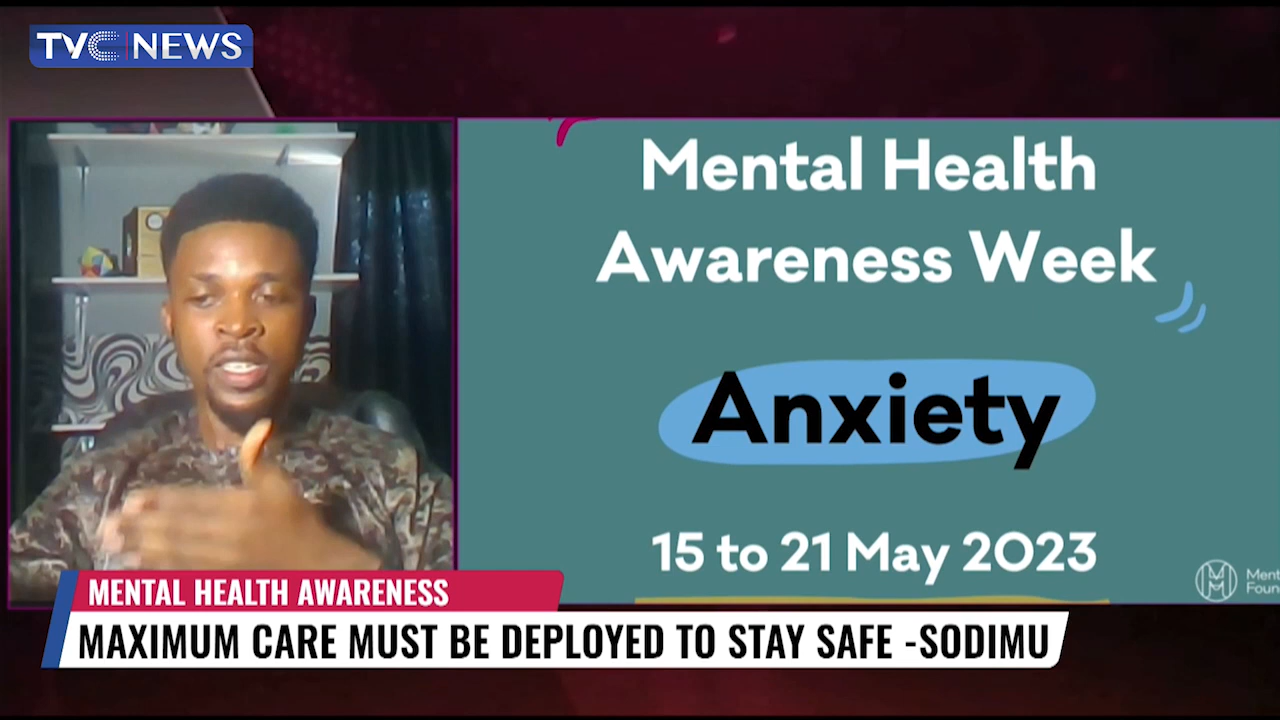 TVC NEWS
Mental Health
Awareness Week
Anxiety
15 to 21 May 2023
MENTAL HEALTH AWARENESS
MAXIMUM CARE MUST BE DEPLOYED TO STAY SAFE -SODIMU